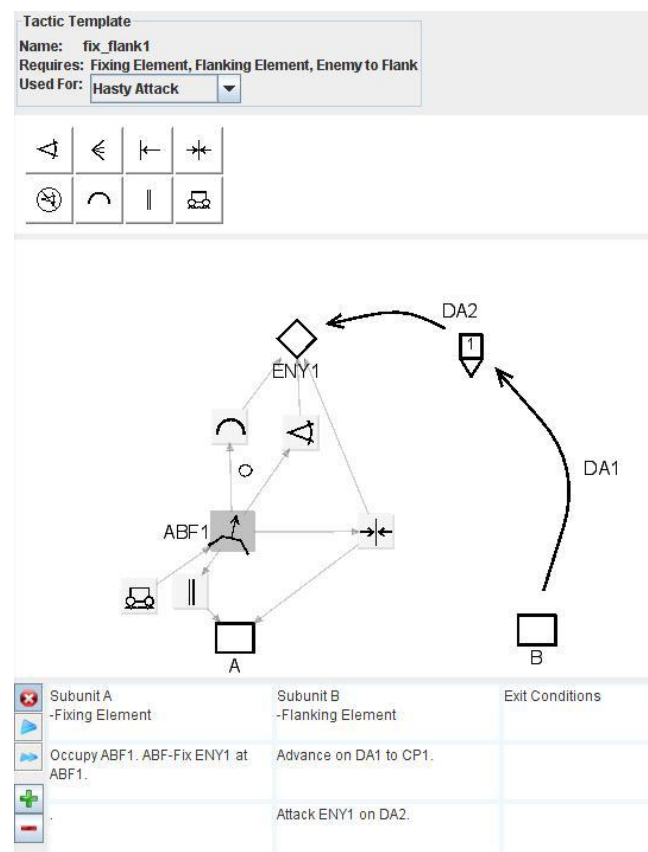 Tactic Template
Name: fix_flank1
Requires: Fixing Element, Flanking Element, Enemy to Flank
Used For: Hasty Attack
DA2
1
ENY1
DA1
ABF1
A
B
Subunit A
-Fixing Element
Subunit B
-Flanking Element
Exit Conditions
Occupy ABF1. ABF-Fix ENY1 at
ABF1.
Advance on DA1 to CP1.
.
Attack ENY1 on DA2.